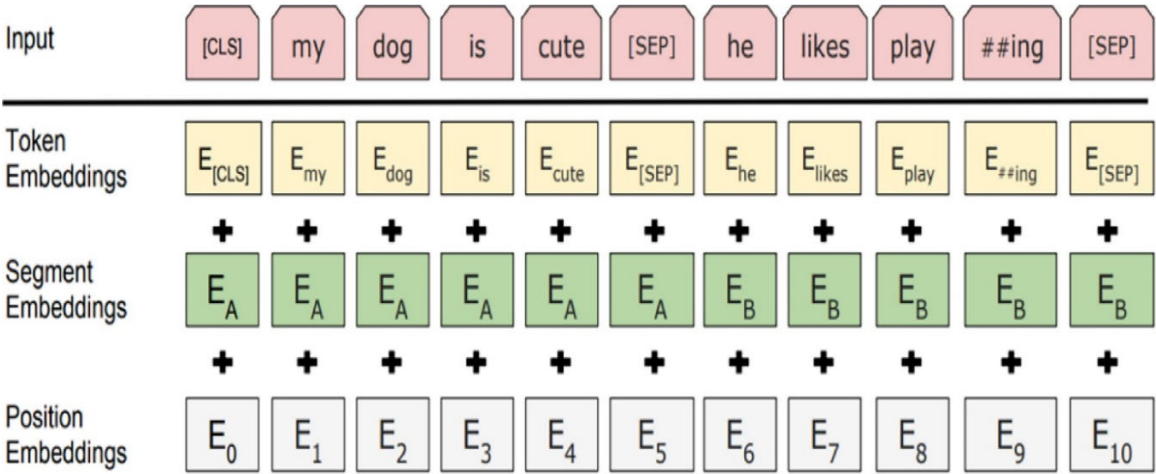 Input [CLS] my dog is cute [SEP] he likes play ##ing [SEP]
Token
Embeddings E[CLS] Emy Edog Eis Ecute E[SEP] Ehe Elikes Eplay E##ing E[SEP]
+ + + + + + + + + + +
Segment
Embeddings EA EA EA EA EA EA EB EB EB EB EB
+ + + + + + + + + + +
Position
Embeddings E0 E1 E2 E3 E4 E5 E6 E7 E8 E9 E10